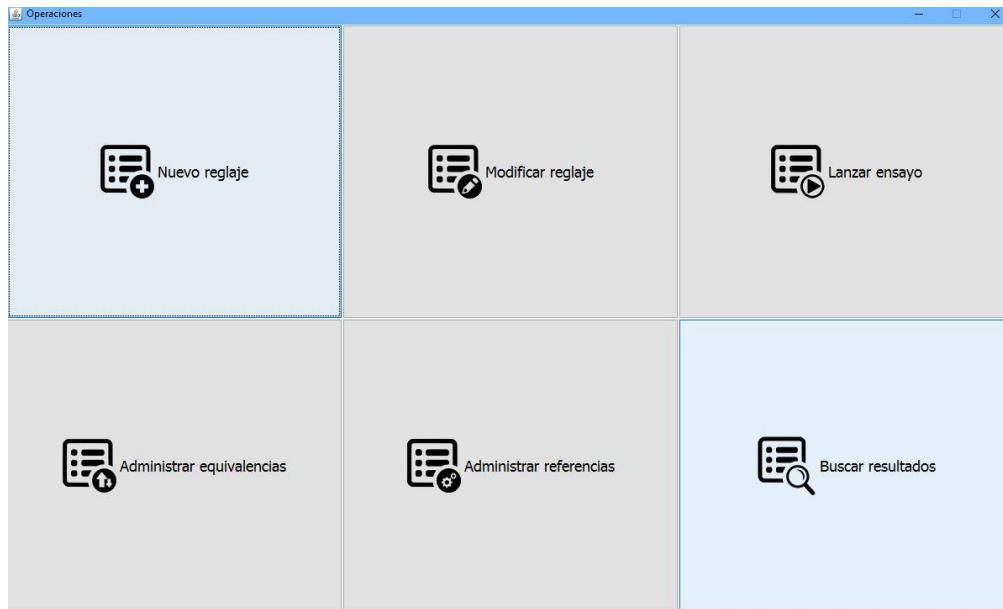 Operaciones
Nuevo reglaje
Modificar reglaje
Lanzar ensayo
Administrar equivalencias
Administrar referencias
Buscar resultados